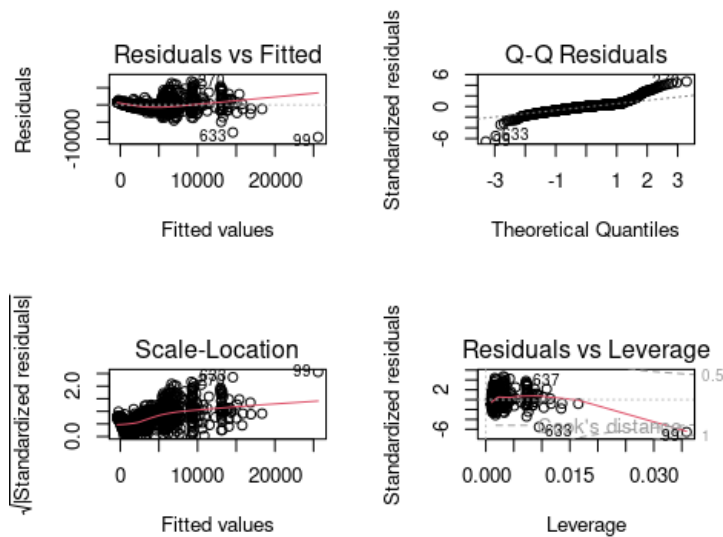 Residuals vs Fitted
Residuals
-10000
633
99
0 10000 20000
Fitted values
Q-Q Residuals
Standardized residuals
6
0
-6
-3 -1 1 2 3
Theoretical Quantiles
Scale-Location
√|Standardized residuals|
2.0
0.0
99
0 10000 20000
Fitted values
Residuals vs Leverage
Standardized residuals
2
-6
637
633
99
Cook's distance
0.5
1
0.000 0.015 0.030
Leverage